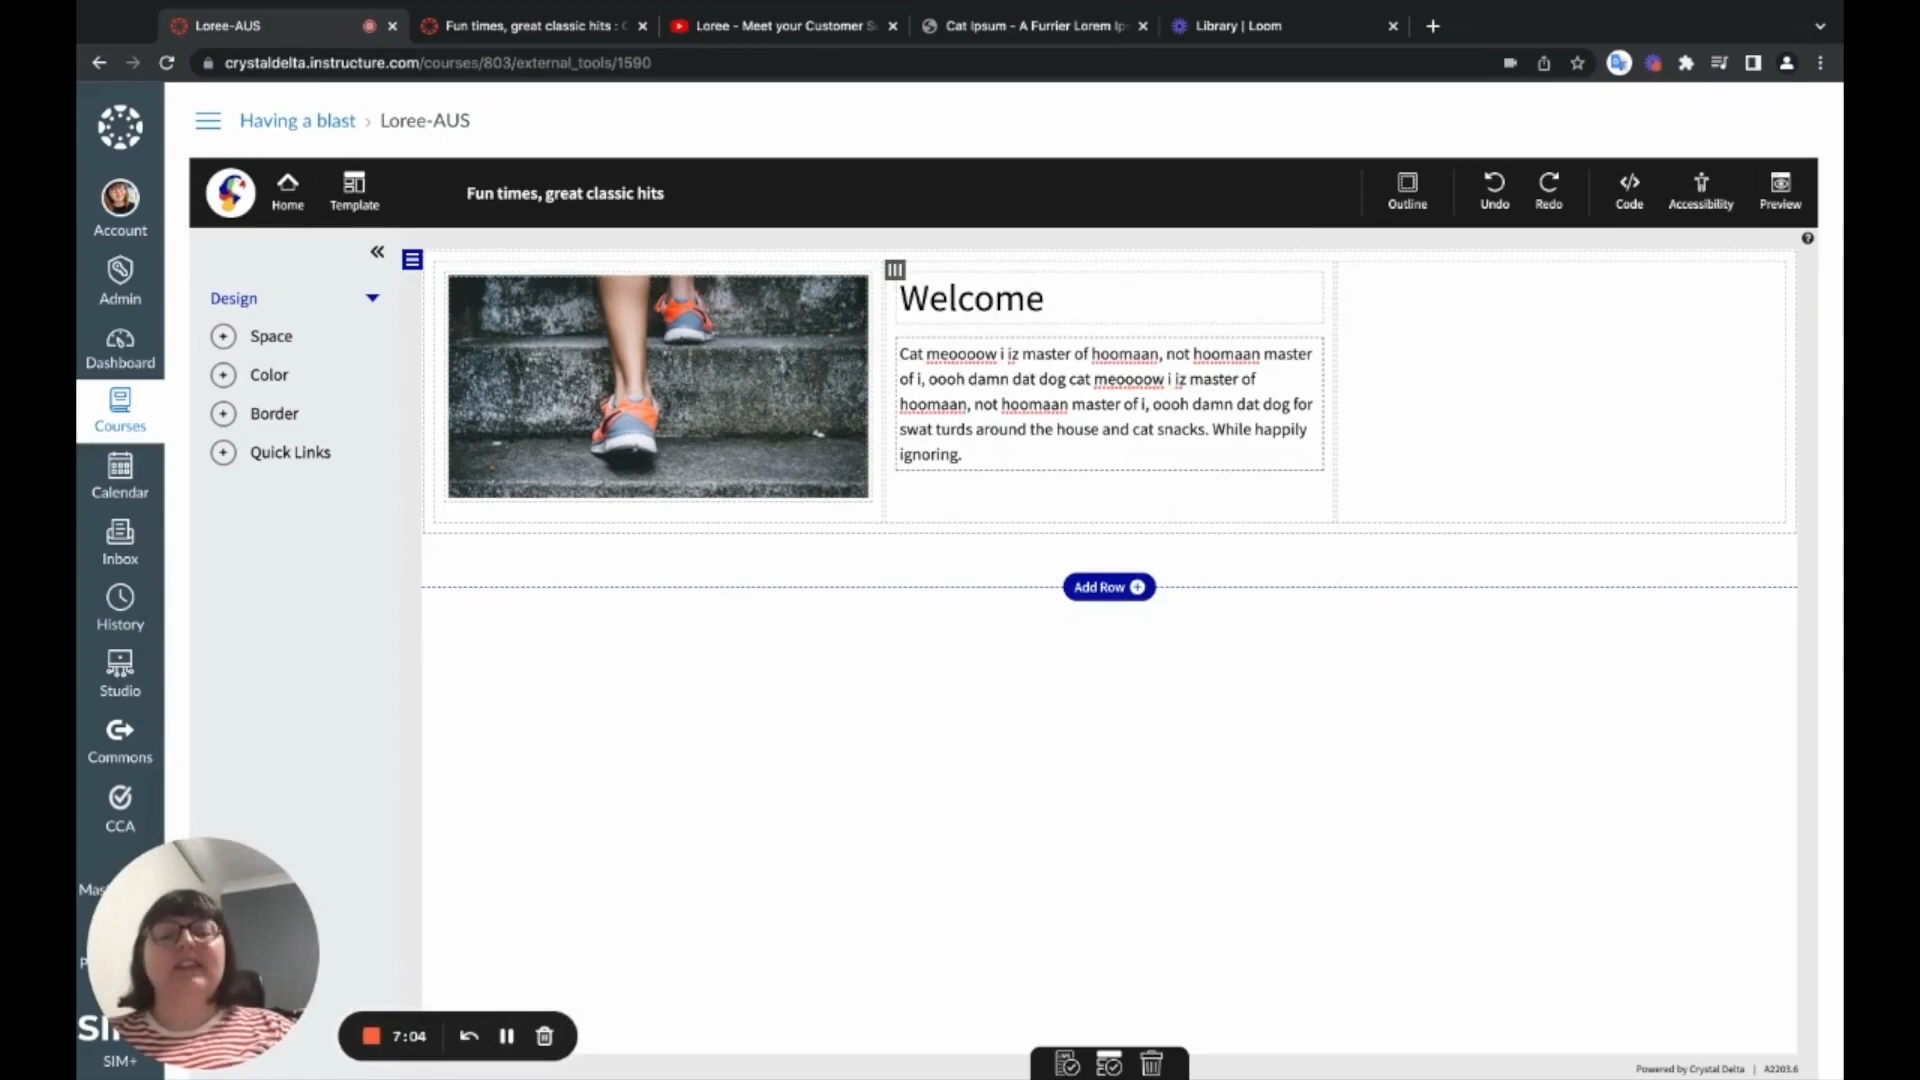 Loree-AUS
Fun times, great classic hits :
Loree - Meet your Customer S
Cat Ipsum - A Furrier Lorem Ip
Library | Loom
crystaldelta.instructure.com/courses/803/external_tools/1590
Having a blast › Loree-AUS
Account
Admin
Dashboard
Courses
Calendar
Inbox
History
Studio
Commons
CCA
SIM+
Home
Template
Fun times, great classic hits
Outline
Undo
Redo
Code
Accessibility
Preview
Design
Space
Color
Border
Quick Links
Welcome
Cat meoooow i iz master of hoomaan, not hoomaan master
of i, oooh damn dat dog cat meoooow i iz master of
hoomaan, not hoomaan master of i, oooh damn dat dog for
swat turds around the house and cat snacks. While happily
ignoring.
Add Row
7:04
Powered by Crystal Delta | A2203.6